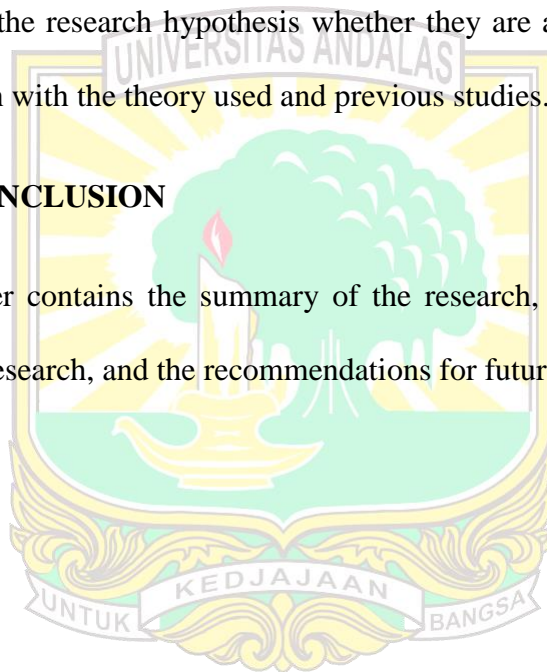 the research hypothesis whether they are a
UNIVERSITAS ANDALAS
with the theory used and previous studies.
NCLUSION
er contains the summary of the research,
esearch, and the recommendations for futur
KEDJAJAAN
UNTUK BANGSA